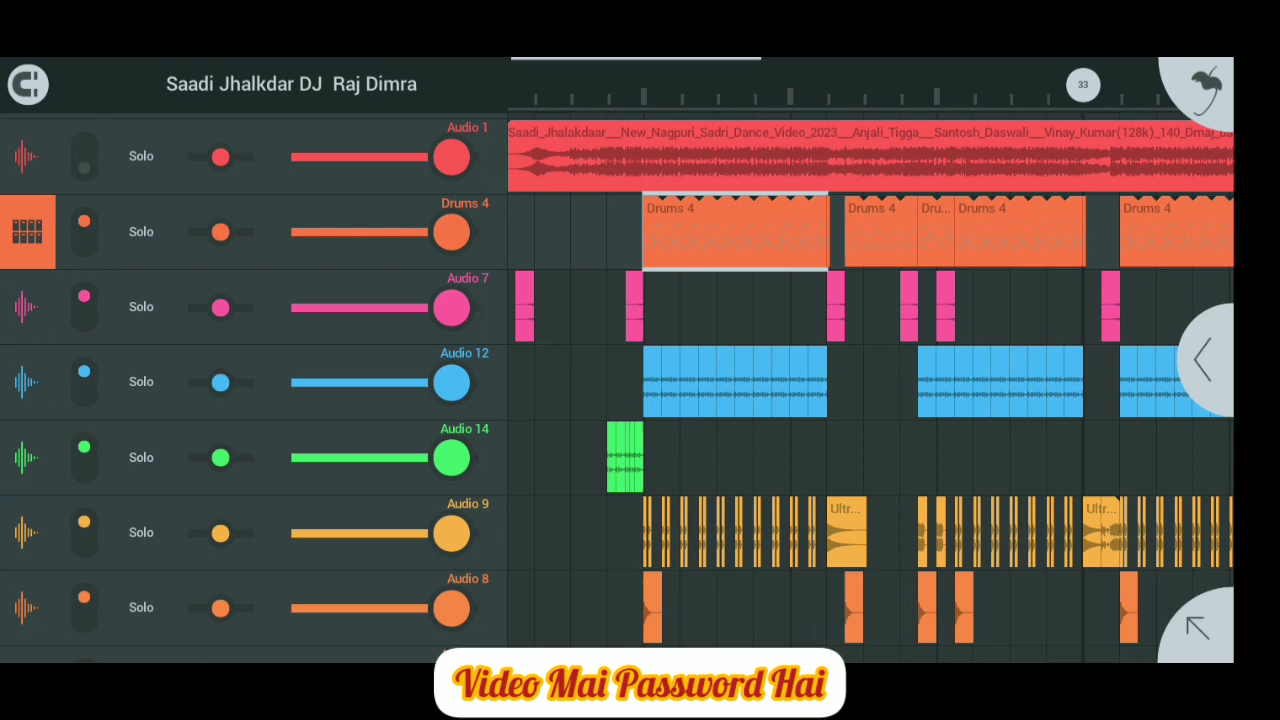 Saadi Jhalkdar DJ Raj Dimra
33
Audio 1
Solo
Saadi_Jhalakdaar___New_Nagpuri_Sadri_Dance_Video_2023___Anjali_Tigga___Santosh_Daswali___Vinay_Kumar(128k)_140_Dmaj_
Drums 4
Solo
Drums 4
Drums 4
Dru...
Drums 4
Drums 4
Audio 7
Solo
Audio 12
Solo
Audio 14
Solo
Audio 9
Solo
Ultr...
Ultr...
Audio 8
Solo
Video Mai Password Hai